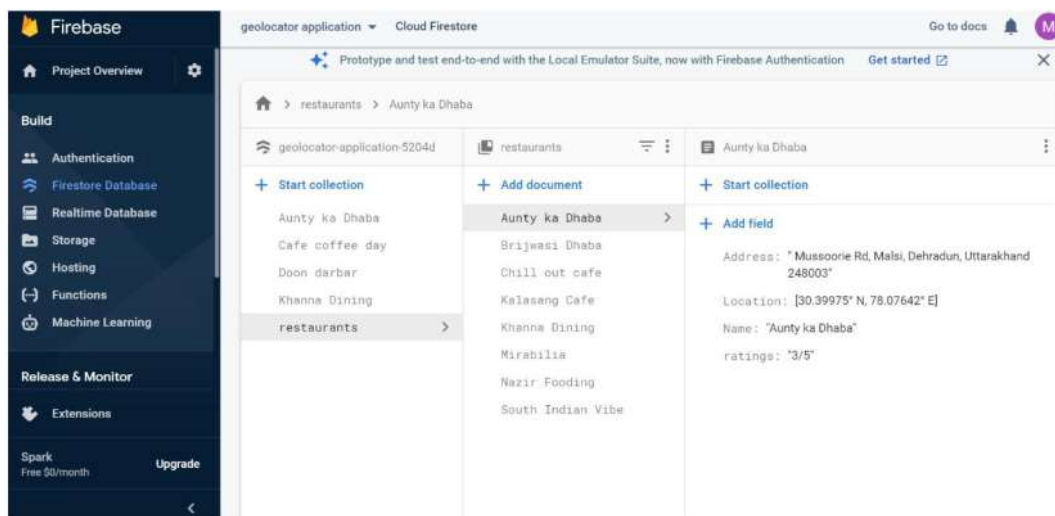 Firebase
Project Overview
Build
Authentication
Firestore Database
Realtime Database
Storage
Hosting
Functions
Machine Learning
Release & Monitor
Extensions
Spark
Free $0/month
Upgrade
geolocator application
Cloud Firestore
Go to docs
M
Prototype and test end-to-end with the Local Emulator Suite, now with Firebase Authentication Get started
> restaurants > Aunty ka Dhaba
geolocator-application-5204d
+ Start collection
Aunty ka Dhaba
Cafe coffee day
Doon darbar
Khanna Dining
restaurants
restaurants
+ Add document
Aunty ka Dhaba
Brijwasi Dhaba
Chill out cafe
Kalasang Cafe
Khanna Dining
Mirabilia
Nazir Fooding
South Indian Vibe
Aunty ka Dhaba
+ Start collection
+ Add field
Address: " Mussoorie Rd, Malsi, Dehradun, Uttarakhand
248003"
Location: [30.39975° N, 78.07642° E]
Name: "Aunty ka Dhaba"
ratings: "3/5"